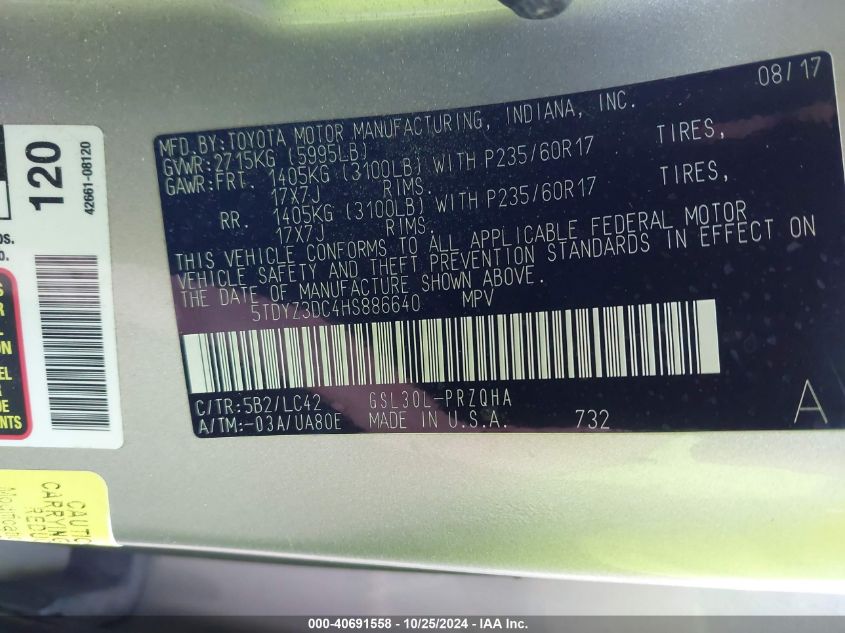 08/17
MFD.BY:TOYOTA MOTOR MANUFACTURING, INDIANA, INC.
GVWR:2715KG (5995LB)
GAWR:FRT. 1405KG (3100LB) WITH P235/60R17 TIRES,
17X7J RIMS.
RR. 1405KG (3100LB) WITH P235/60R17 TIRES,
17X7J RIMS.
THIS VEHICLE CONFORMS TO ALL APPLICABLE FEDERAL MOTOR
VEHICLE SAFETY AND THEFT PREVENTION STANDARDS IN EFFECT ON
THE DATE OF MANUFACTURE SHOWN ABOVE.
5TDYZ3DC4HS886640 MPV
C/TR:5B2/LC42 GSL30L-PRZQHA
A/TM:-03A/UA80E MADE IN U.S.A. 732
A
120
42661-08120
CARRYING
000-40691558 - 10/25/2024 - IAA Inc.